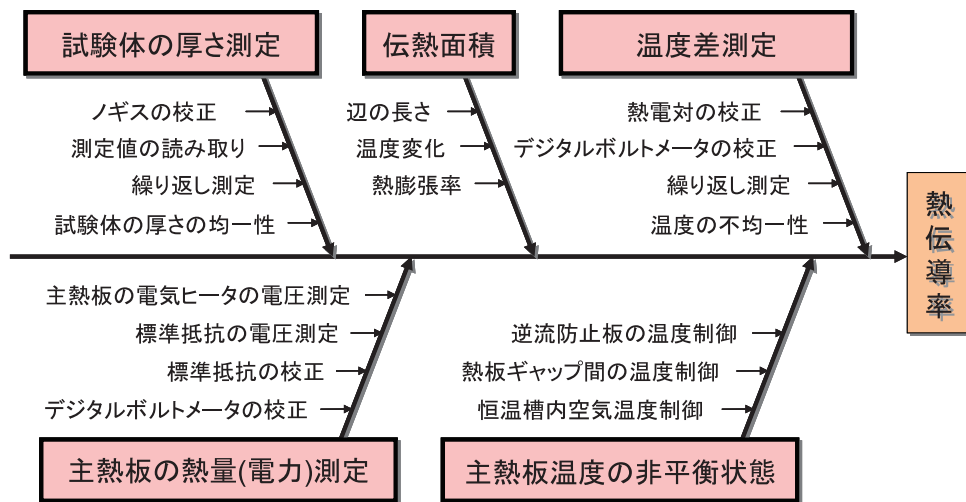 試験体の厚さ測定
ノギスの校正
測定値の読み取り
繰り返し測定
試験体の厚さの均一性
伝熱面積
辺の長さ
温度変化
熱膨張率
温度差測定
熱電対の校正
デジタルボルトメータの校正
繰り返し測定
温度の不均一性
熱伝導率
主熱板の電気ヒータの電圧測定
標準抵抗の電圧測定
標準抵抗の校正
デジタルボルトメータの校正
主熱板の熱量(電力)測定
逆流防止板の温度制御
熱板ギャップ間の温度制御
恒温槽内空気温度制御
主熱板温度の非平衡状態